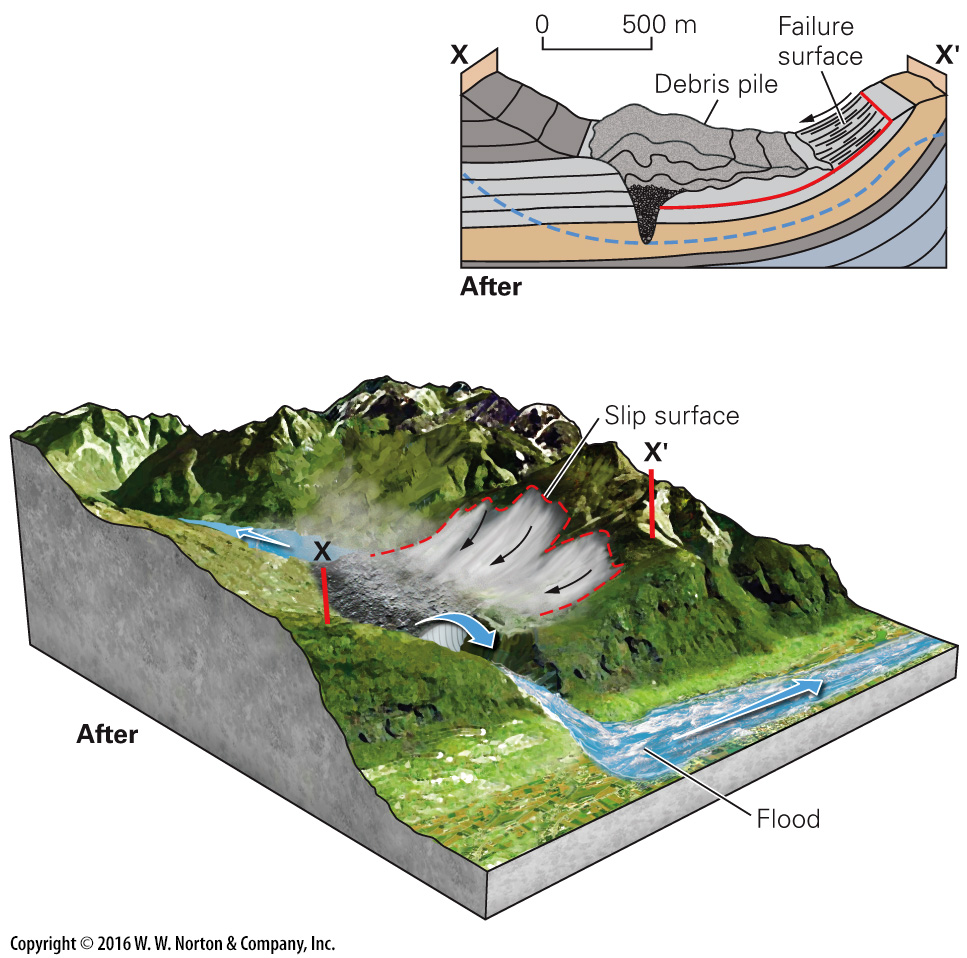 0 500 m
Failure
surface
X X'
Debris pile
After
Slip surface
X'
X
After
Flood
Copyright © 2016 W. W. Norton & Company, Inc.